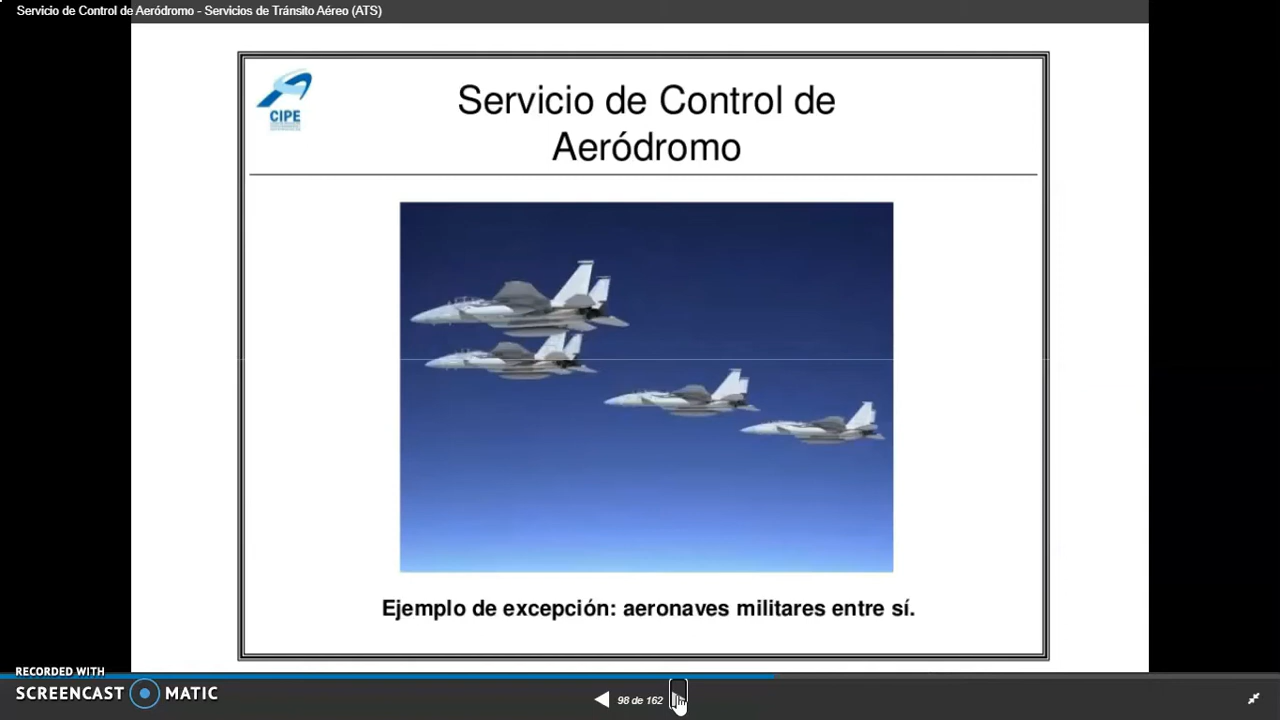 Servicio de Control de Aeródromo - Servicios de Tránsito Aéreo (ATS)
CIPE
Servicio de Control de
Aeródromo
Ejemplo de excepción: aeronaves militares entre sí.
RECORDED WITH
SCREENCAST MATIC
98 de 162